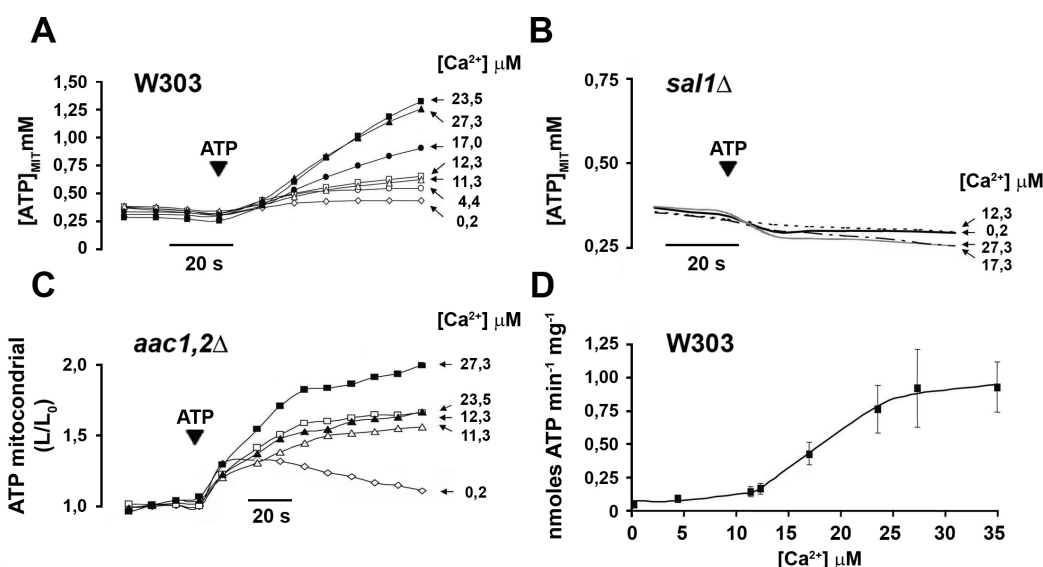 A
W303
[Ca²⁺] μM
1,50
1,25
1,00
0,75
0,50
0,25
0
[ATP]MITmM
ATP
23,5
27,3
17,0
12,3
11,3
4,4
0,2
20 s
B
sal1Δ
0,75
0,50
0,25
[ATP]MITmM
ATP
[Ca²⁺] μM
12,3
0,2
27,3
17,3
20 s
C
aac1,2Δ
[Ca²⁺] μM
2,0
1,5
1,0
ATP mitocondrial
(L/L₀)
ATP
27,3
23,5
12,3
11,3
0,2
20 s
D
W303
1,25
1,00
0,75
0,50
0,25
0
nmoles ATP min⁻¹ mg⁻¹
0 5 10 15 20 25 30 35
[Ca²⁺] μM